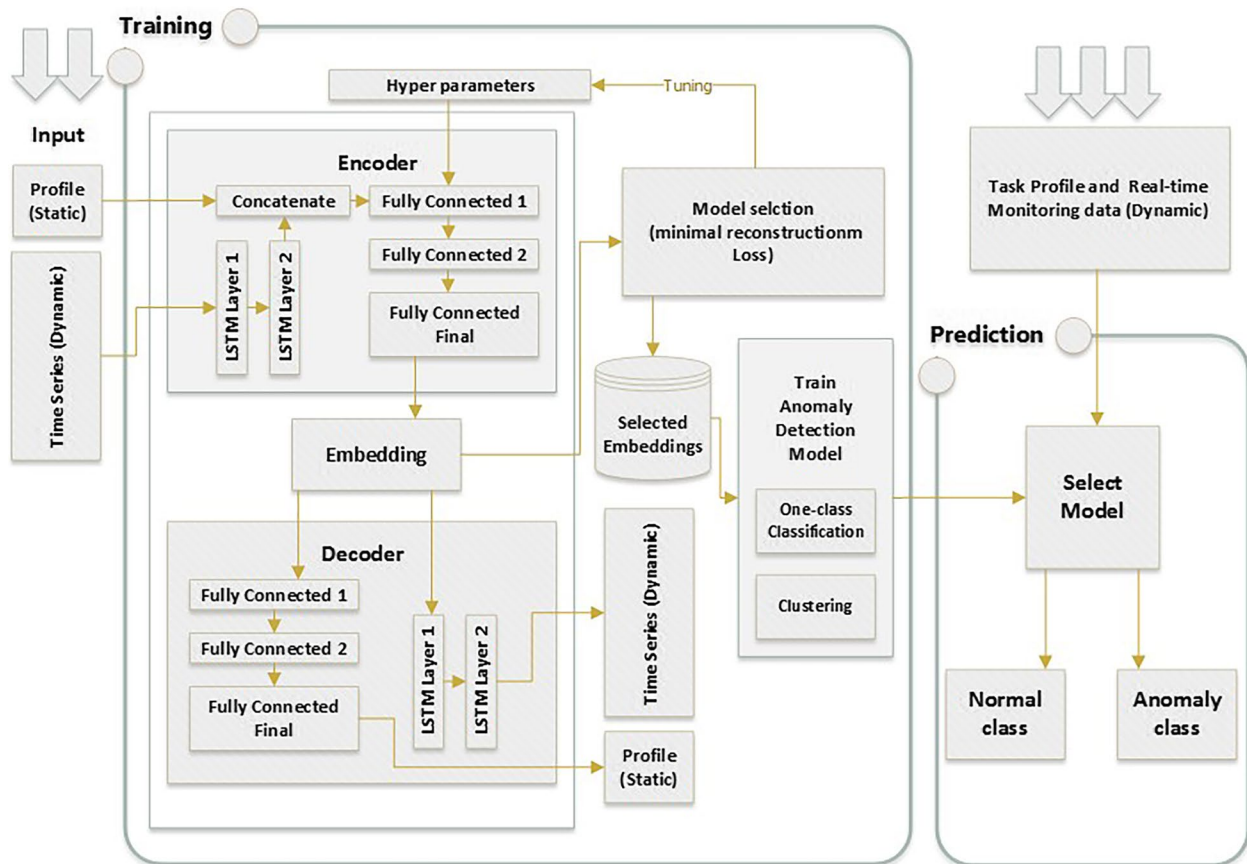 Training
Hyper parameters
Tuning
Input
Profile
(Static)
Time Series (Dynamic)
Encoder
Concatenate
Fully Connected 1
LSTM Layer 1
LSTM Layer 2
Fully Connected 2
Fully Connected
Final
Embedding
Decoder
Fully Connected 1
Fully Connected 2
Fully Connected
Final
LSTM Layer 1
LSTM Layer 2
Time Series (Dynamic)
Profile
(Static)
Model selction
(minimal reconstructionm
Loss)
Selected
Embeddings
Train
Anomaly
Detection
Model
One-class
Classification
Clustering
Task Profile and Real-time
Monitoring data (Dynamic)
Prediction
Select
Model
Normal
class
Anomaly
class